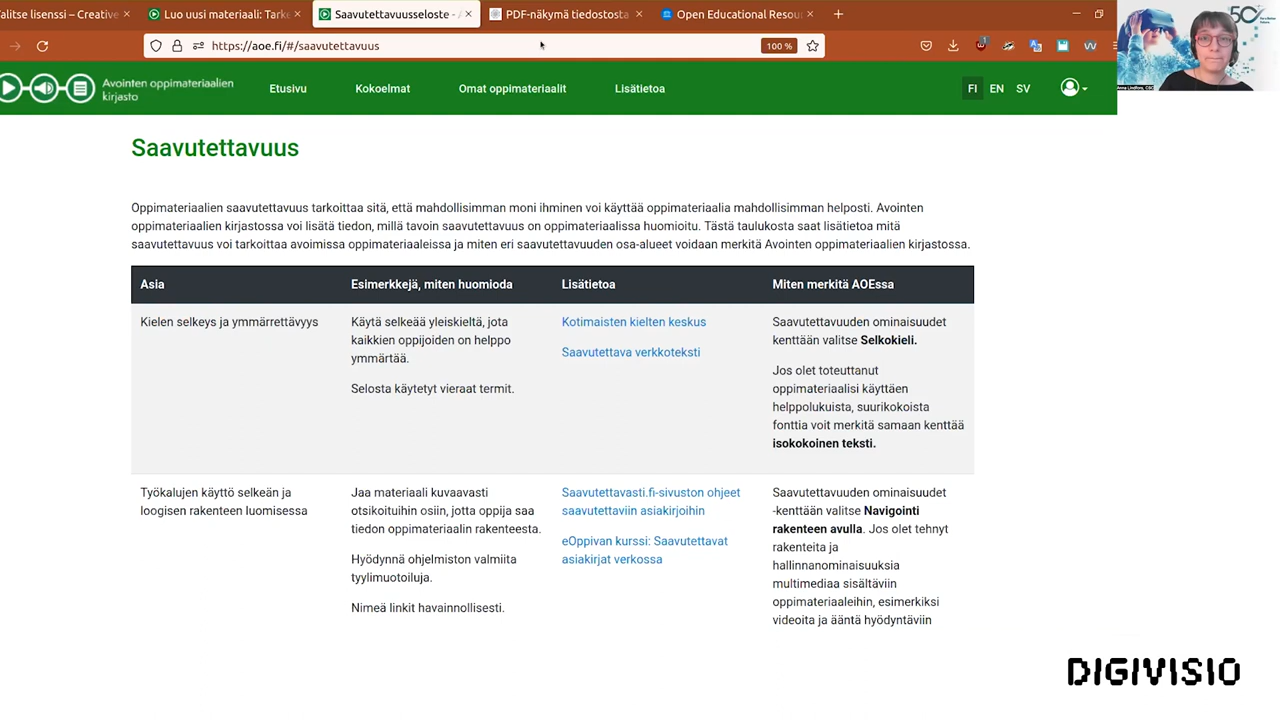 alitse lisenssi – Creative
Luo uusi materiaali: Tark
Saavutettavuusseloste - A
PDF-näkymä tiedostosta
Open Educational Resou
https://aoe.fi/#/saavutettavuus
100 %
Avointen oppimateriaalien
kirjasto
Etusivu
Kokoelmat
Omat oppimateriaalit
Lisätietoa
FI EN SV
Saavutettavuus
Oppimateriaalien saavutettavuus tarkoittaa sitä, että mahdollisimman moni ihminen voi käyttää oppimateriaalia mahdollisimman helposti. Avointen
oppimateriaalien kirjastossa voi lisätä tiedon, millä tavoin saavutettavuus on oppimateriaalissa huomioitu. Tästä taulukosta saat lisätietoa mitä
saavutettavuus voi tarkoittaa avoimissa oppimateriaaleissa ja miten eri saavutettavuuden osa-alueet voidaan merkitä Avointen oppimateriaalien kirjastossa.
Asia
Esimerkkejä, miten huomioida
Lisätietoa
Miten merkitä AOEssa
Kielen selkeys ja ymmärrettävyys
Käytä selkeää yleiskieltä, jota
kaikkien oppijoiden on helppo
ymmärtää.
Selosta käytetyt vieraat termit.
Kotimaisten kielten keskus
Saavutettava verkkoteksti
Saavutettavuuden ominaisuudet
kenttään valitse Selkokieli.
Jos olet toteuttanut
oppimateriaalisi käyttäen
helppolukuista, suurikokoista
fonttia voit merkitä samaan kenttää
isokokoinen teksti.
Työkalujen käyttö selkeän ja
loogisen rakenteen luomisessa
Jaa materiaali kuvaavasti
otsikoituihin osiin, jotta oppija saa
tiedon oppimateriaalin rakenteesta.
Hyödynnä ohjelmiston valmiita
tyylimuotoiluja.
Nimeä linkit havainnollisesti.
Saavutettavasti.fi-sivuston ohjeet
saavutettaviin asiakirjoihin
eOppivan kurssi: Saavutettavat
asiakirjat verkossa
Saavutettavuuden ominaisuudet
-kenttään valitse Navigointi
rakenteen avulla. Jos olet tehnyt
rakenteita ja
hallinnanominaisuuksia
multimediaa sisältäviin
oppimateriaaleihin, esimerkiksi
videoita ja ääntä hyödyntäviin
DIGIVISIO